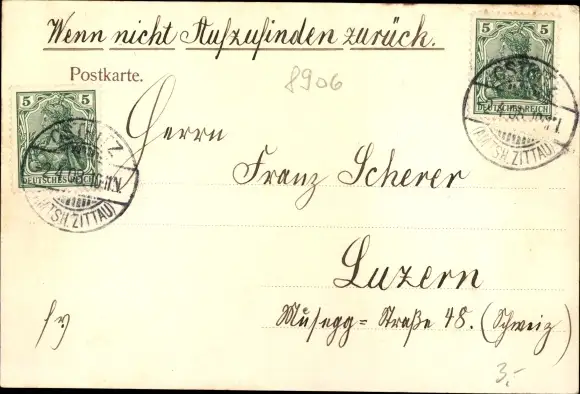 Wenn nicht Aufzufinden zurück.
Postkarte.
8906
5 5
DEUTSCHES REICH
5 5
DEUTSCHES REICH
(AMTSH. ZITTAU)
(AMTSH. ZITTAU)
Herrn
Franz Scherer
Luzern
Musegg=Straße 48. (Schweiz)
3,-